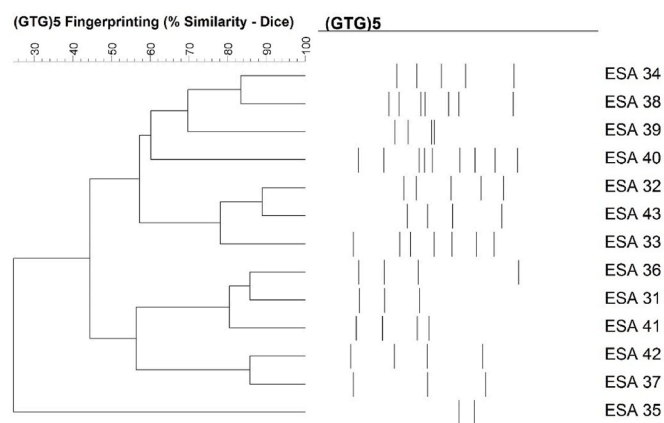 (GTG)5 Fingerprinting (% Similarity - Dice)
(GTG)5
30 40 50 60 70 80 90 100
ESA 34
ESA 38
ESA 39
ESA 40
ESA 32
ESA 43
ESA 33
ESA 36
ESA 31
ESA 41
ESA 42
ESA 37
ESA 35